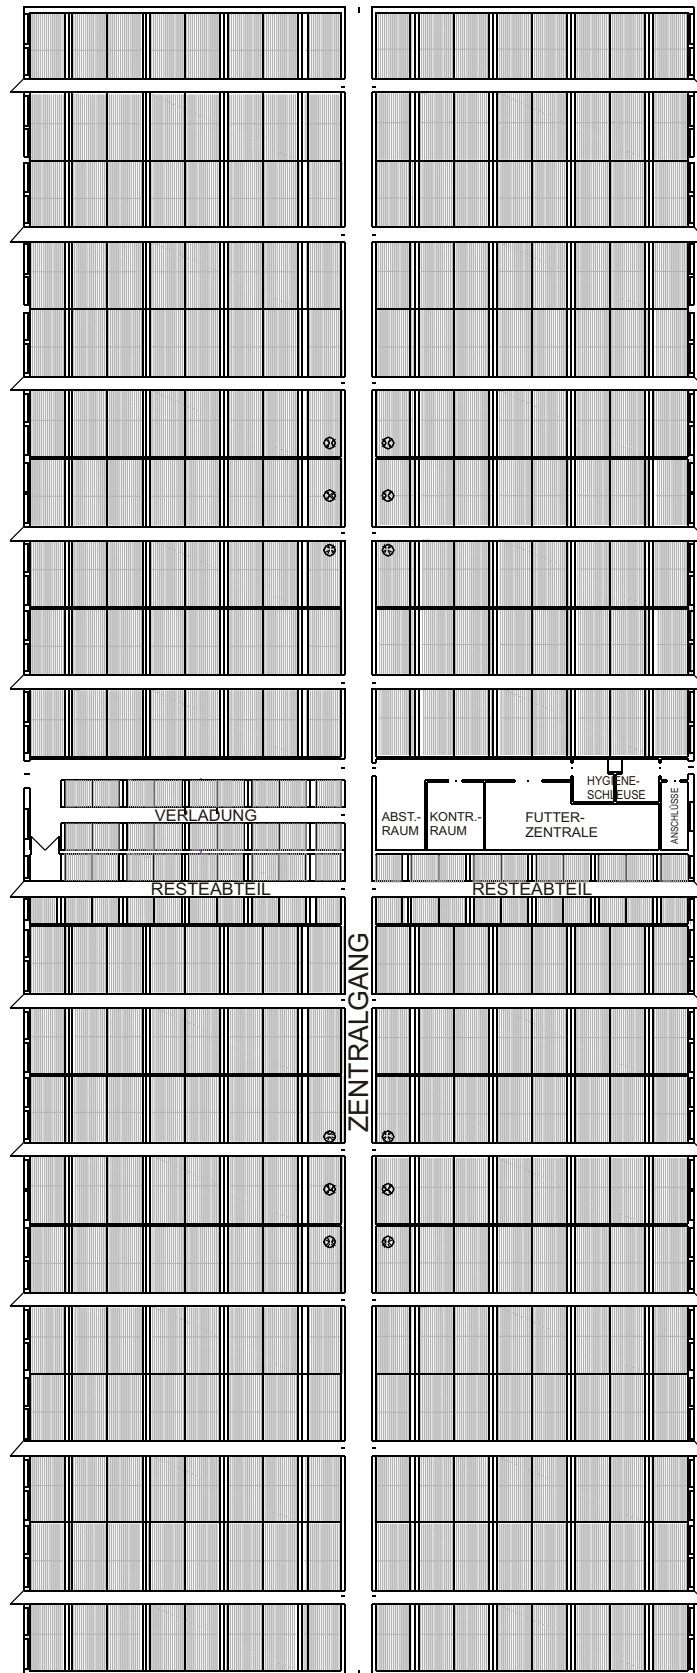 HYGIENE-
SCHLEUSE
VERLADUNG
ABST.-
RAUM
KONTR.-
RAUM
FUTTER-
ZENTRALE
ANSCHLÜSSE
RESTEABTEIL
RESTEABTEIL
ZENTRALGANG